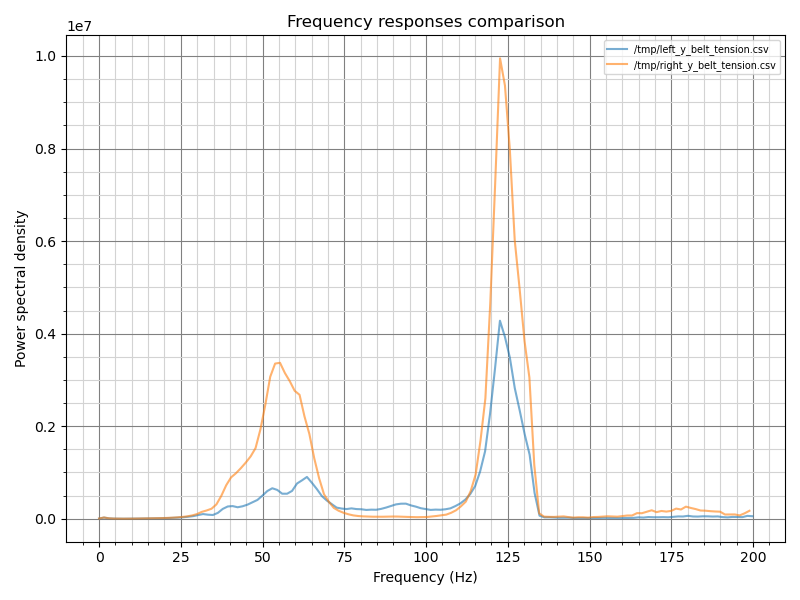 Frequency responses comparison
1e7
/tmp/left_y_belt_tension.csv
/tmp/right_y_belt_tension.csv
1.0
0.8
0.6
0.4
0.2
0.0
Power spectral density
0 25 50 75 100 125 150 175 200
Frequency (Hz)